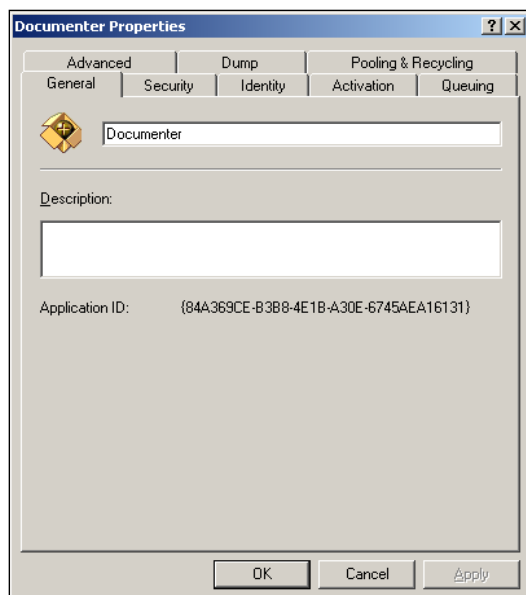 Documenter Properties ? X
Advanced Dump Pooling & Recycling
General Security Identity Activation Queuing
Documenter
Description:
Application ID: {84A369CE-B3B8-4E1B-A30E-6745AEA16131}
OK Cancel Apply